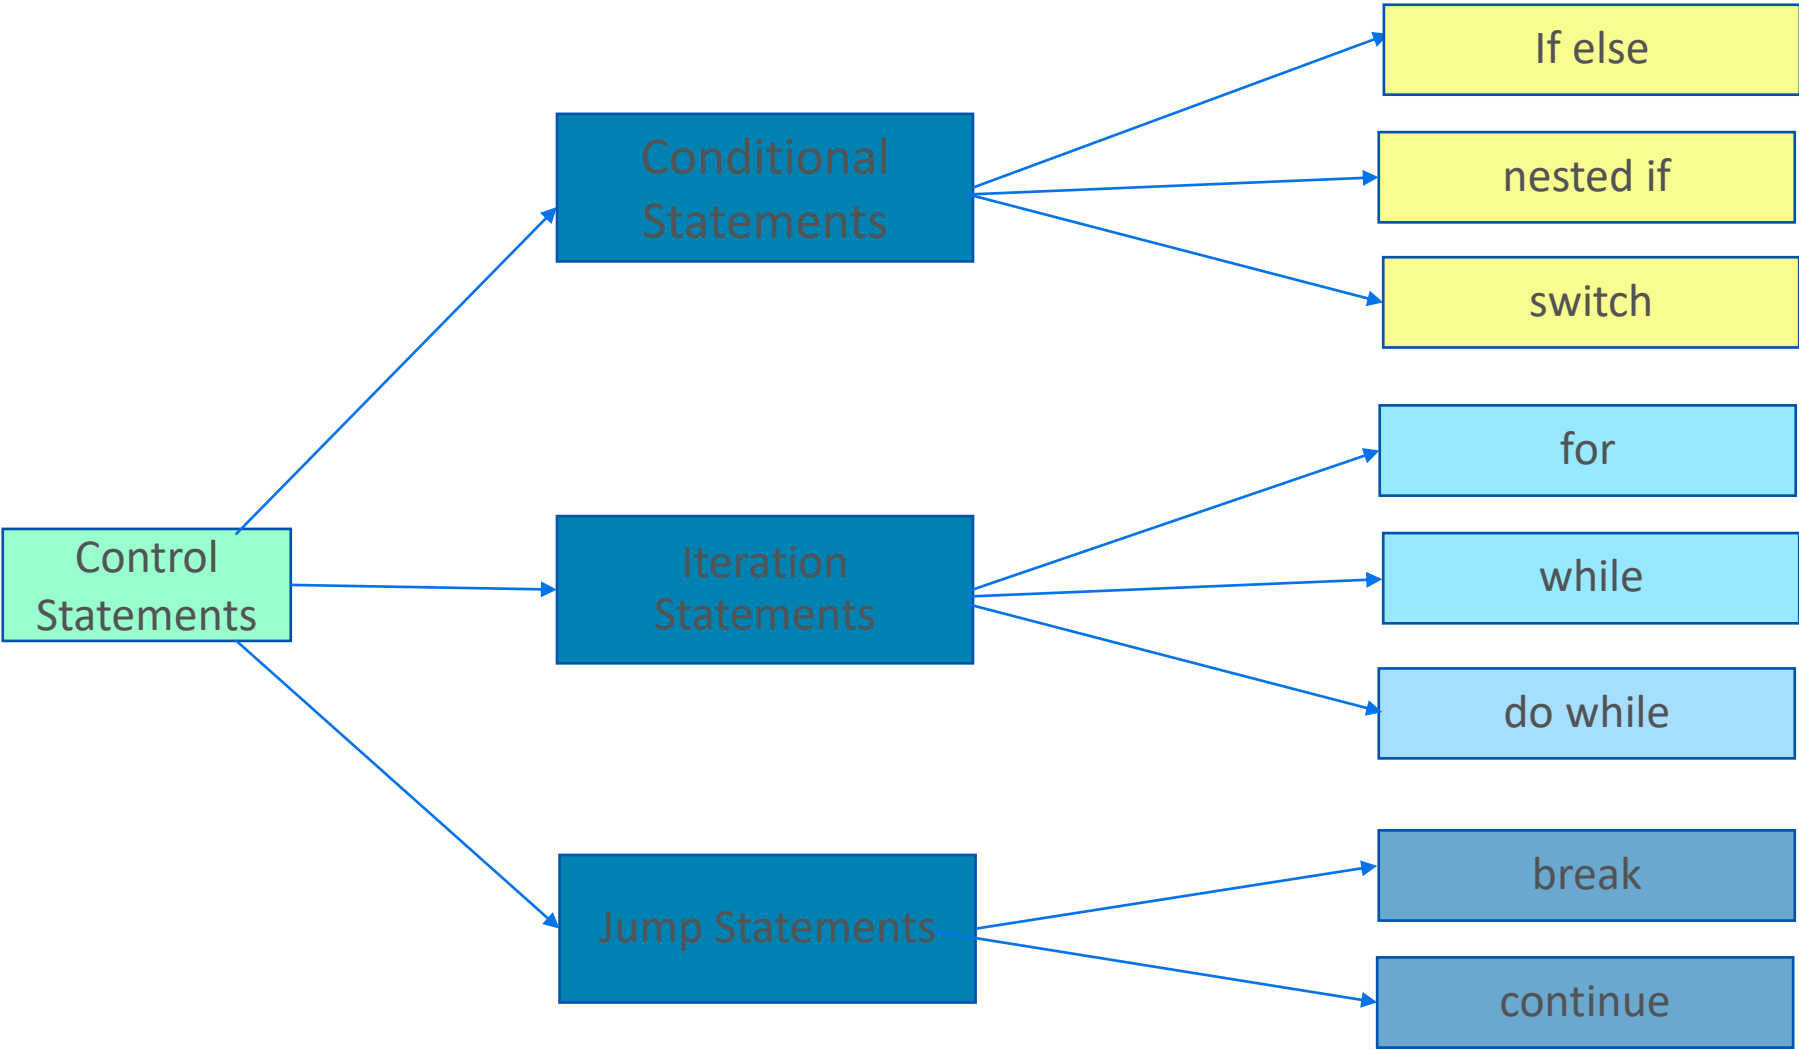 Control
Statements
Conditional
Statements
If else
nested if
switch
Iteration
Statements
for
while
do while
Jump Statements
break
continue